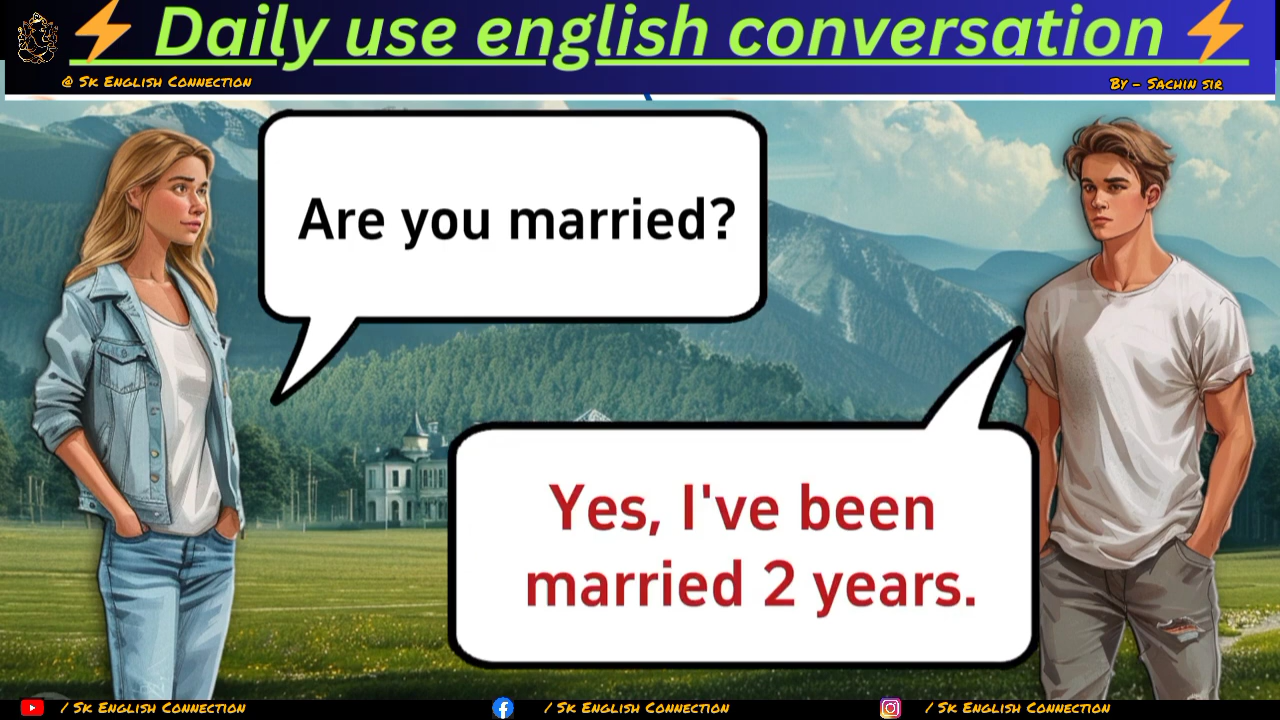 ⚡ Daily use english conversation ⚡
@ Sk English Connection
By - Sachin sir
Are you married?
Yes, I've been
married 2 years.
/ Sk English Connection
/ Sk English Connection
/ Sk English Connection